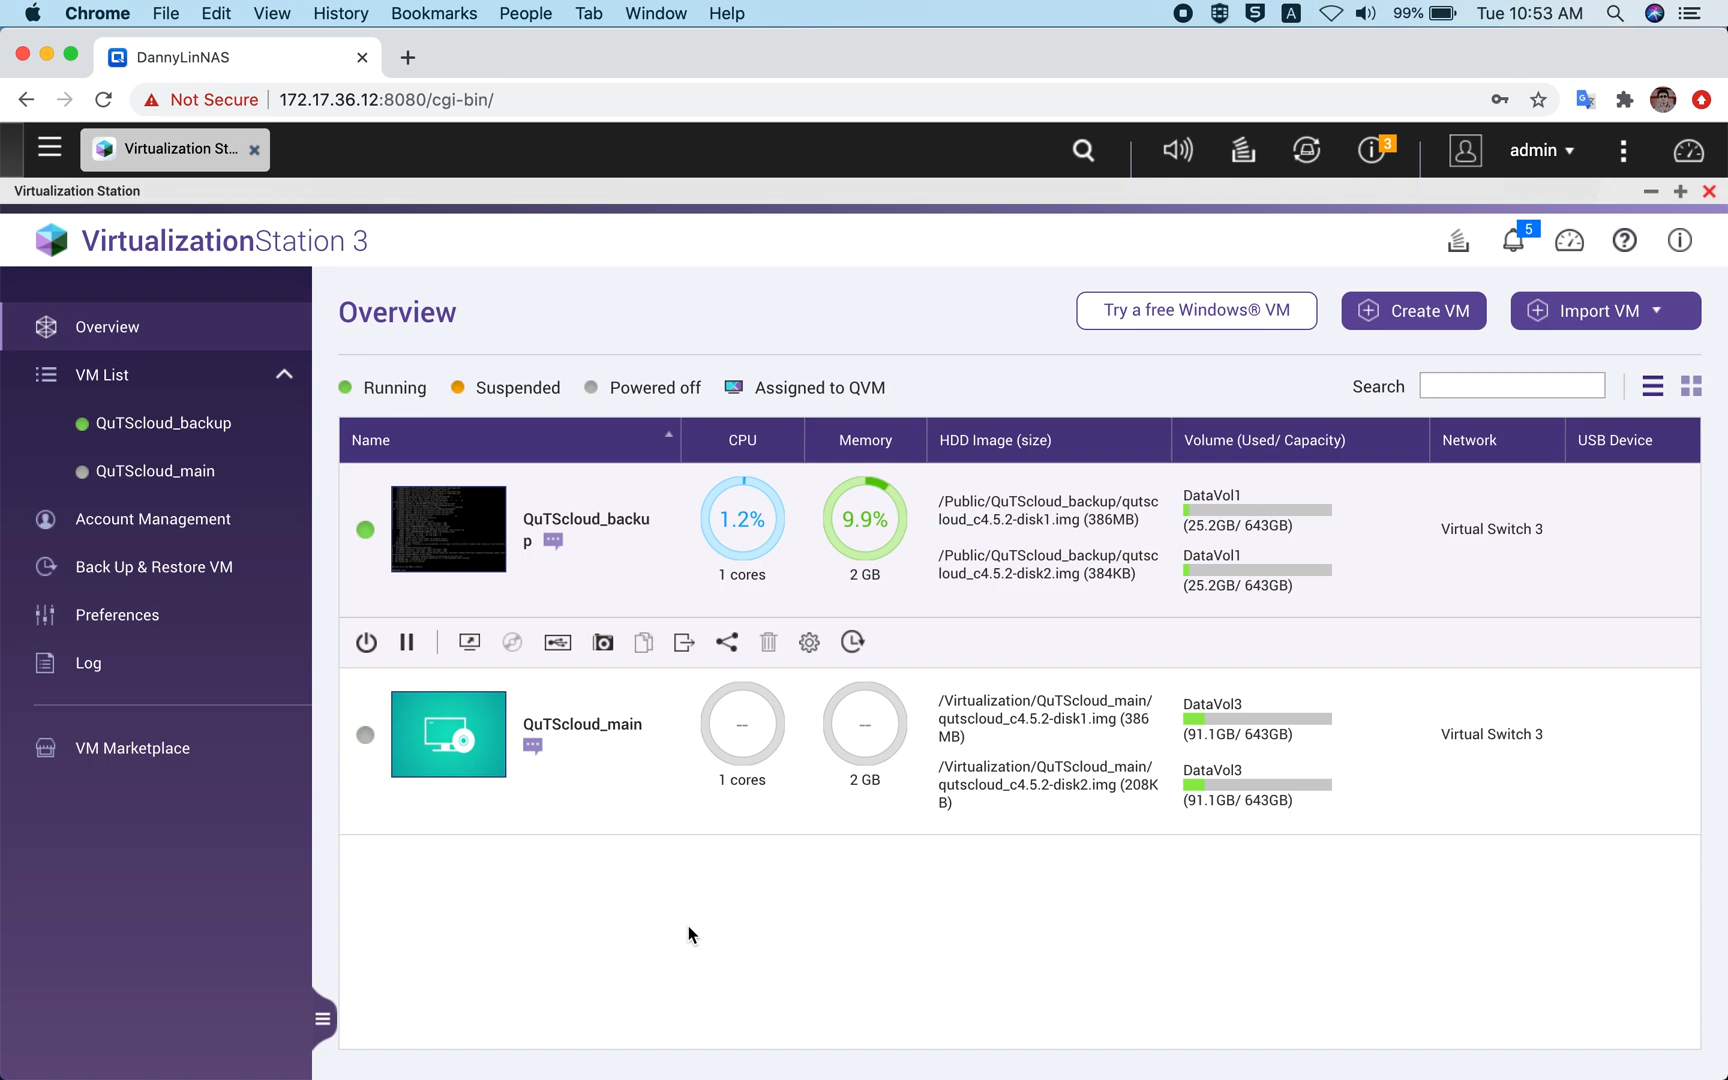 Chrome File Edit View History Bookmarks People Tab Window Help
S A 99% Tue 10:53 AM
DannyLinNAS
Not Secure 172.17.36.12:8080/cgi-bin/
Virtualization St... 3 admin
Virtualization Station
VirtualizationStation 3
5
Overview
VM List
QuTScloud_backup
QuTScloud_main
Account Management
Back Up & Restore VM
Preferences
Log
VM Marketplace
Overview
Try a free Windows® VM Create VM Import VM
Running Suspended Powered off Assigned to QVM Search
Name CPU Memory HDD Image (size) Volume (Used/ Capacity) Network USB Device
QuTScloud_backu
p
1.2%
1 cores
9.9%
2 GB
/Public/QuTScloud_backup/qutsc
loud_c4.5.2-disk1.img (386MB)
/Public/QuTScloud_backup/qutsc
loud_c4.5.2-disk2.img (384KB)
DataVol1
(25.2GB/ 643GB)
DataVol1
(25.2GB/ 643GB)
Virtual Switch 3
QuTScloud_main
--
1 cores
--
2 GB
/Virtualization/QuTScloud_main/
qutscloud_c4.5.2-disk1.img (386
MB)
/Virtualization/QuTScloud_main/
qutscloud_c4.5.2-disk2.img (208K
B)
DataVol3
(91.1GB/ 643GB)
DataVol3
(91.1GB/ 643GB)
Virtual Switch 3